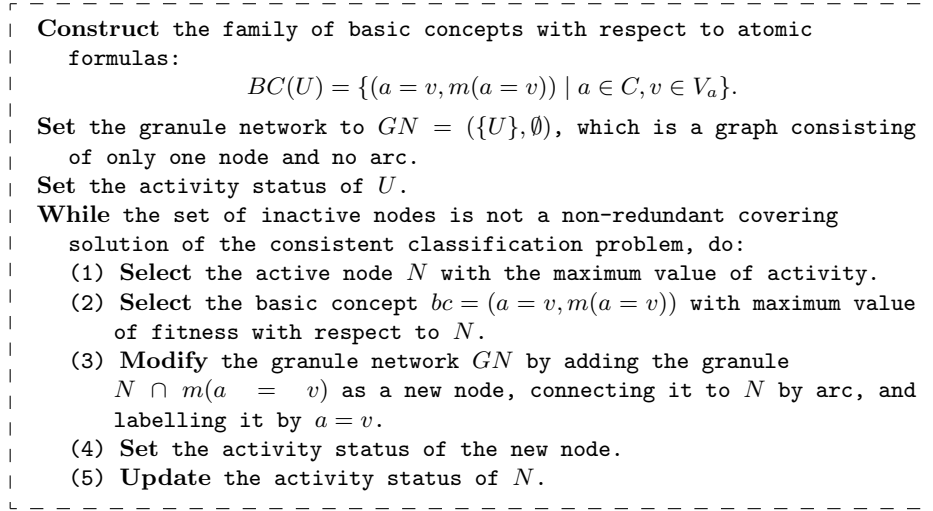 Construct the family of basic concepts with respect to atomic
formulas:
BC(U) = {(a = v, m(a = v)) | a ∈ C, v ∈ V_a}.
Set the granule network to GN = ({U}, ∅), which is a graph consisting
of only one node and no arc.
Set the activity status of U.
While the set of inactive nodes is not a non-redundant covering
solution of the consistent classification problem, do:
(1) Select the active node N with the maximum value of activity.
(2) Select the basic concept bc = (a = v, m(a = v)) with maximum value
of fitness with respect to N.
(3) Modify the granule network GN by adding the granule
N ∩ m(a = v) as a new node, connecting it to N by arc, and
labelling it by a = v.
(4) Set the activity status of the new node.
(5) Update the activity status of N.